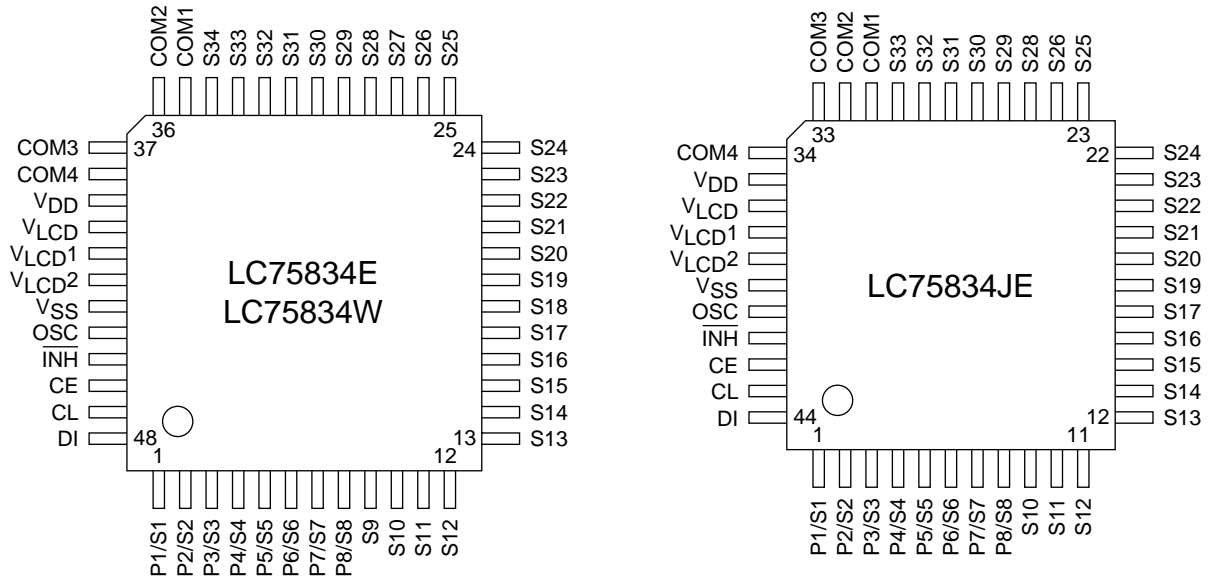 COM2 COM1 S34 S33 S32 S31 S30 S29 S28 S27 S26 S25
36 25
37 24
COM3 S24
COM4 S23
VDD S22
VLCD S21
VLCD1 S20
VLCD2 S19
VSS S18
OSC S17
INH S16
CE S15
CL S14
DI S13
LC75834E
LC75834W
48 13
1 12
P1/S1 P2/S2 P3/S3 P4/S4 P5/S5 P6/S6 P7/S7 P8/S8 S9 S10 S11 S12
COM3 COM2 COM1 S33 S32 S31 S30 S29 S28 S26 S25
33 23
34 22
COM4 S24
VDD S23
VLCD S22
VLCD1 S21
VLCD2 S20
VSS S19
OSC S17
INH S16
CE S15
CL S14
DI S13
LC75834JE
44 12
1 11
P1/S1 P2/S2 P3/S3 P4/S4 P5/S5 P6/S6 P7/S7 P8/S8 S10 S11 S12